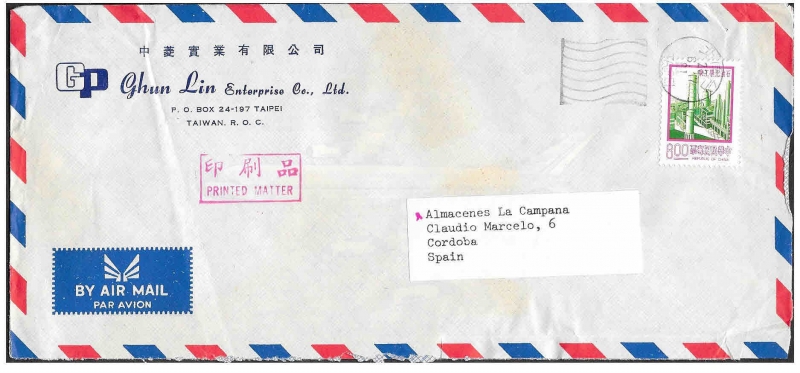 中菱實業有限公司
GP Ghun Lin Enterprise Co., Ltd.
P. O. BOX 24-197 TAIPEI
TAIWAN. R. O. C.
8.00
REPUBLIC OF CHINA
印刷品
PRINTED MATTER
Almacenes La Campana
Claudio Marcelo, 6
Cordoba
Spain
BY AIR MAIL
PAR AVION